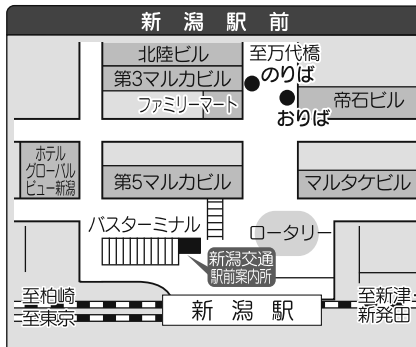 新潟駅前
北陸ビル
第3マルカビル
ファミリーマート
至万代橋
のりば
おりば
帝石ビル
ホテル
グローバル
ビュー新潟
第5マルカビル
マルタケビル
バスターミナル
ロータリー
新潟交通
駅前案内所
至柏崎
至東京
新潟駅
至新津
新発田